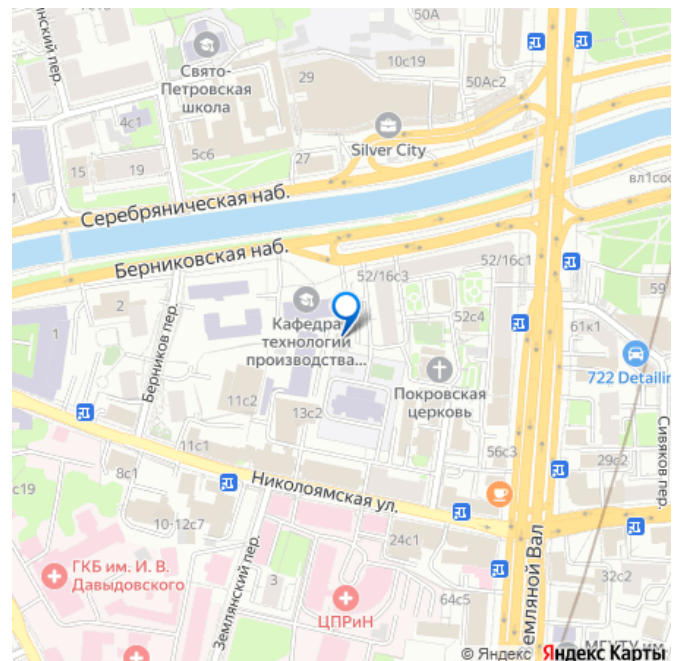 50А
нский пер.
10с19
Свято-
Петровская
школа
29
50Ас2
4с1
Silver City
15
19
5с6
27
вл1соо
Серебряническая наб.
Берниковская наб.
52/16с3
52/16с1
59
2
Кафедра
технологии
производства...
52с4
61к1
1
Берников пер.
722 Detailin
Покровская
церковь
11с2
13с2
Сивяков пер.
11с1
56с3
29с2
8с1
с19
Николоямская ул.
10-12с7
24с1
ГКБ им. И. В.
Давыдовского
Землянский пер.
3
ЦПРиН
64с5
32с2
емляной Вал
МГУТУ им
© Яндекс Яндекс Карты